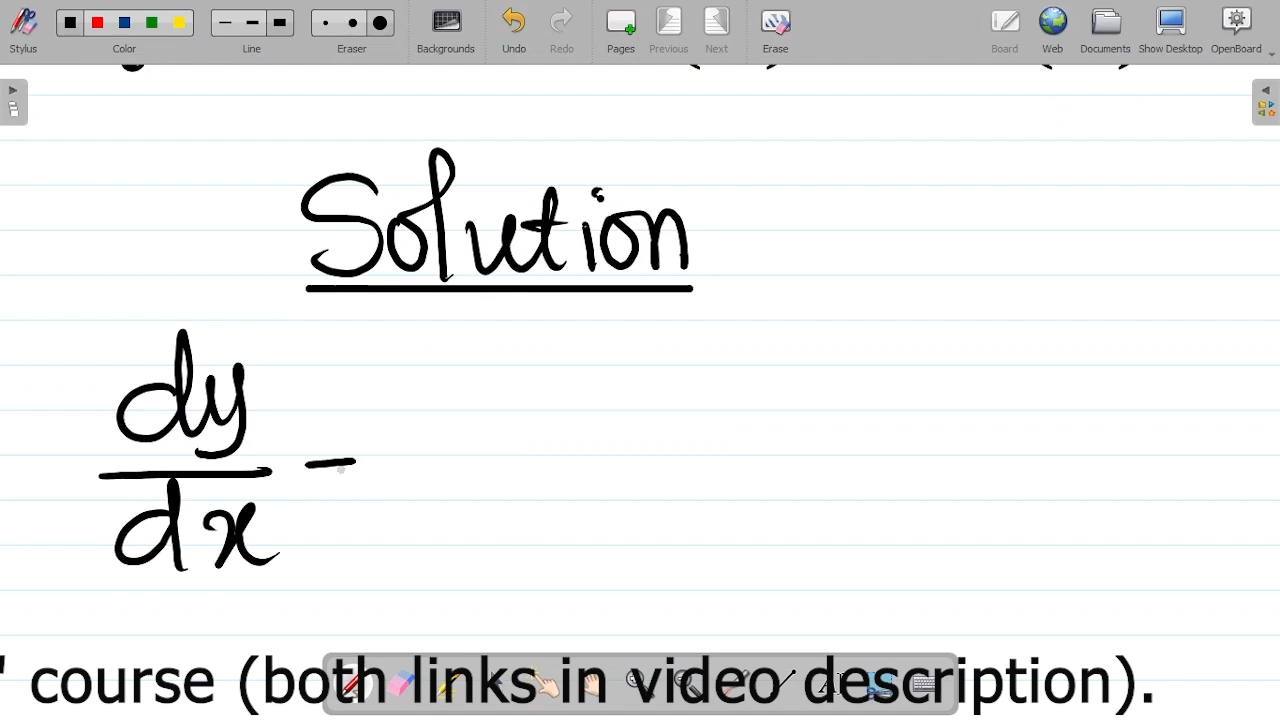 Stylus Color Line Eraser Backgrounds Undo Redo Pages Previous Next Erase Board Web Documents Show Desktop OpenBoard
Solution
dy
dx
course (both links in video description).